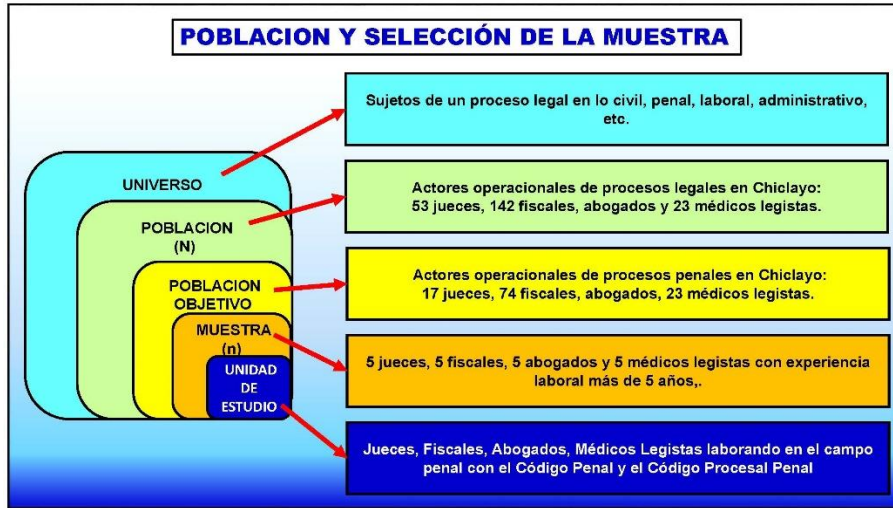 POBLACION Y SELECCIÓN DE LA MUESTRA
Sujetos de un proceso legal en lo civil, penal, laboral, administrativo,
etc.
UNIVERSO
Actores operacionales de procesos legales en Chiclayo:
53 jueces, 142 fiscales, abogados y 23 médicos legistas.
POBLACION
(N)
Actores operacionales de procesos penales en Chiclayo:
17 jueces, 74 fiscales, abogados, 23 médicos legistas.
POBLACION
OBJETIVO
MUESTRA
(n)
5 jueces, 5 fiscales, 5 abogados y 5 médicos legistas con experiencia
laboral más de 5 años,.
UNIDAD
DE
ESTUDIO
Jueces, Fiscales, Abogados, Médicos Legistas laborando en el campo
penal con el Código Penal y el Código Procesal Penal